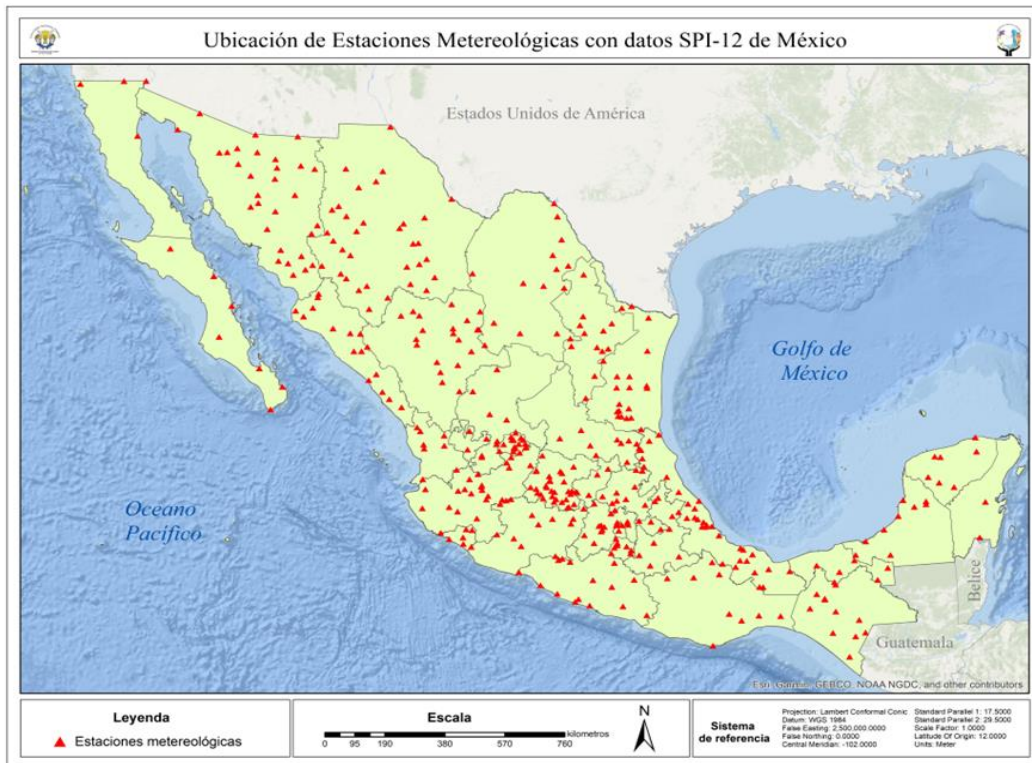 Ubicación de Estaciones Metereológicas con datos SPI-12 de México
Estados Unidos de América
Golfo de
México
Oceano
Pacífico
Belice
Guatemala
Esri, Garmin, GEBCO, NOAA NGDC, and other contributors
Leyenda
Estaciones metereológicas
Escala
0 95 190 380 570 760
kilometros
N
Sistema
de referencia
Projection: Lambert Conformal Conic
Datum: WGS 1984
False Easting: 2,500,000.0000
False Northing: 0.0000
Central Meridian: -102.0000
Standard Parallel 1: 17.5000
Standard Parallel 2: 29.5000
Scale Factor: 1.0000
Latitude Of Origin: 12.0000
Units: Meter